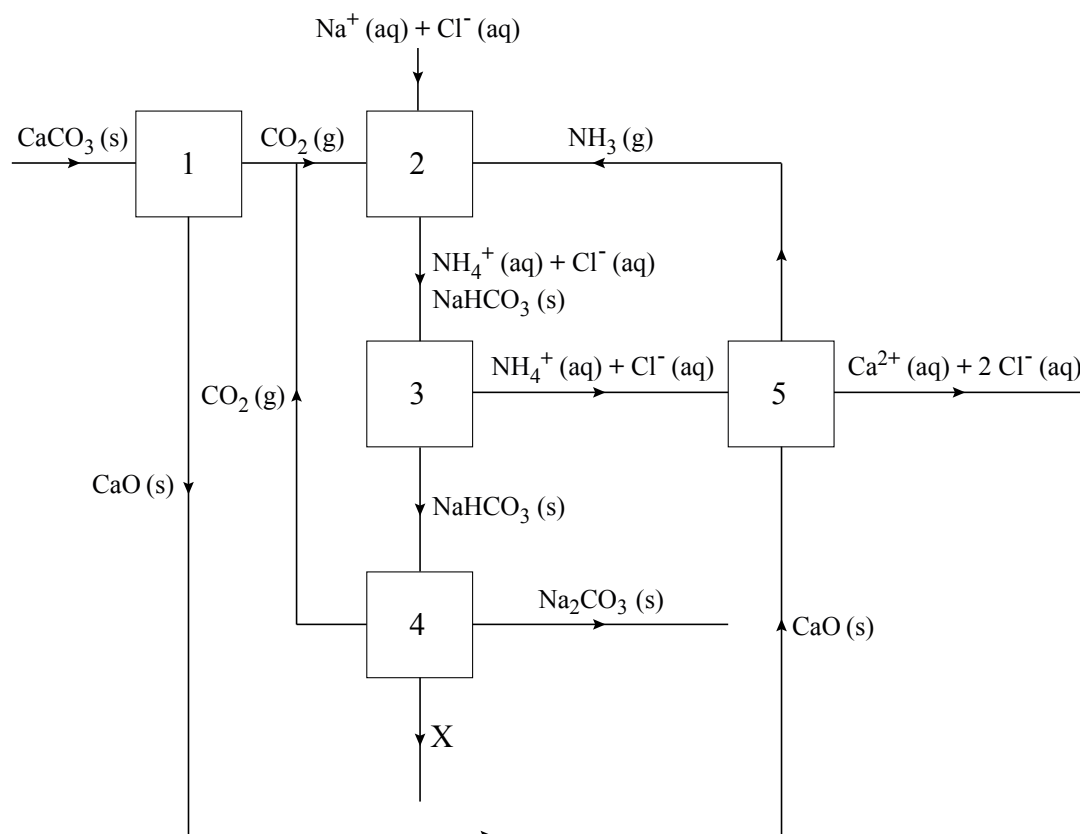 Na⁺ (aq) + Cl⁻ (aq)
CaCO₃ (s)
CO₂ (g)
NH₃ (g)
1
2
NH₄⁺ (aq) + Cl⁻ (aq)
NaHCO₃ (s)
NH₄⁺ (aq) + Cl⁻ (aq)
Ca²⁺ (aq) + 2 Cl⁻ (aq)
CO₂ (g)
3
5
CaO (s)
NaHCO₃ (s)
Na₂CO₃ (s)
4
CaO (s)
X